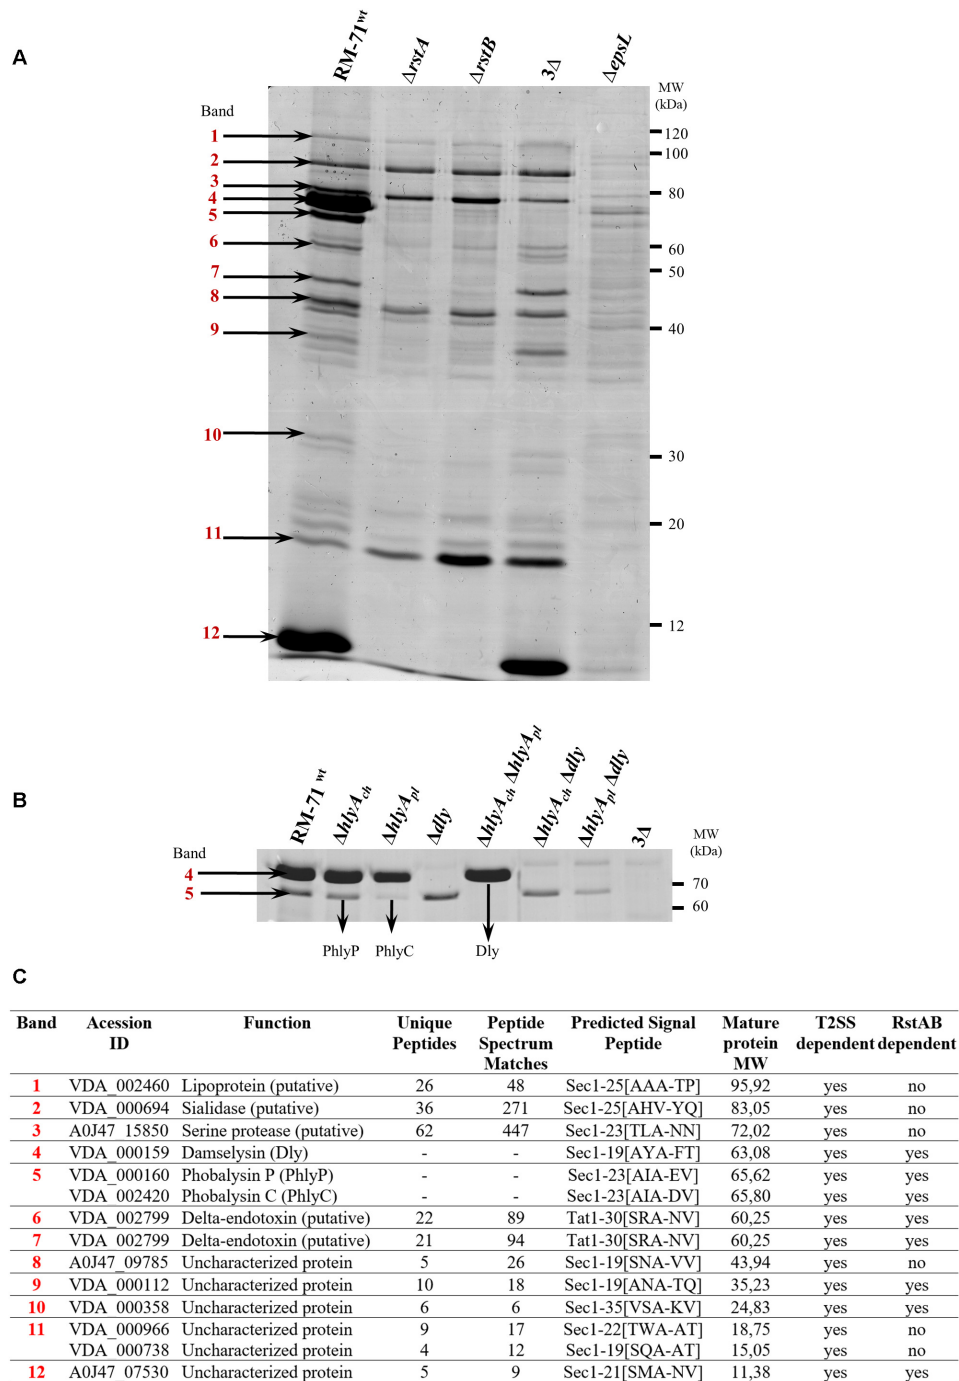 A
RM-71wt ΔrstA ΔrstB 3Δ ΔepsL
MW
(kDa)
Band
1
2
3
4
5
6
7
8
9
10
11
12
120
100
80
60
50
40
30
20
12
B
RM-71 wt ΔhlyAch ΔhlyApl Δdly ΔhlyAch ΔhlyApl ΔhlyAch Δdly ΔhlyApl Δdly 3Δ
MW
(kDa)
Band
4
5
70
60
PhlyP PhlyC Dly
C
Band Acession ID Function Unique Peptides Peptide Spectrum Matches Predicted Signal Peptide Mature protein MW T2SS dependent RstAB dependent
1 VDA_002460 Lipoprotein (putative) 26 48 Sec1-25[AAA-TP] 95,92 yes no
2 VDA_000694 Sialidase (putative) 36 271 Sec1-25[AHV-YQ] 83,05 yes no
3 A0J47_15850 Serine protease (putative) 62 447 Sec1-23[TLA-NN] 72,02 yes no
4 VDA_000159 Damselysin (Dly) - - Sec1-19[AYA-FT] 63,08 yes yes
5 VDA_000160 Phobalysin P (PhlyP) - - Sec1-23[AIA-EV] 65,62 yes yes
VDA_002420 Phobalysin C (PhlyC) - - Sec1-23[AIA-DV] 65,80 yes yes
6 VDA_002799 Delta-endotoxin (putative) 22 89 Tat1-30[SRA-NV] 60,25 yes yes
7 VDA_002799 Delta-endotoxin (putative) 21 94 Tat1-30[SRA-NV] 60,25 yes yes
8 A0J47_09785 Uncharacterized protein 5 26 Sec1-19[SNA-VV] 43,94 yes no
9 VDA_000112 Uncharacterized protein 10 18 Sec1-19[ANA-TQ] 35,23 yes yes
10 VDA_000358 Uncharacterized protein 6 6 Sec1-35[VSA-KV] 24,83 yes yes
11 VDA_000966 Uncharacterized protein 9 17 Sec1-22[TWA-AT] 18,75 yes no
VDA_000738 Uncharacterized protein 4 12 Sec1-19[SQA-AT] 15,05 yes no
12 A0J47_07530 Uncharacterized protein 5 9 Sec1-21[SMA-NV] 11,38 yes yes